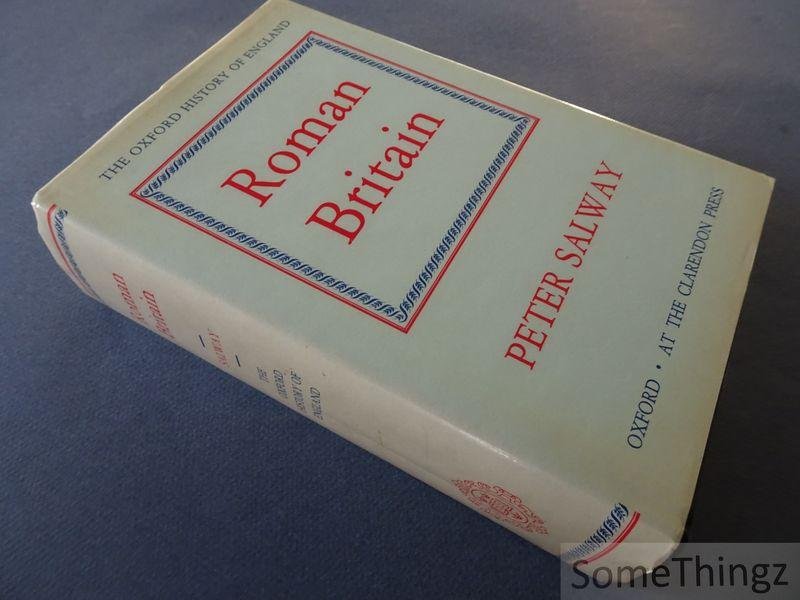 THE OXFORD HISTORY OF ENGLAND
Roman
Britain
PETER SALWAY
OXFORD · AT THE CLARENDON PRESS
Roman
Britain
SALWAY
THE
OXFORD
HISTORY OF
ENGLAND
SomeThingz